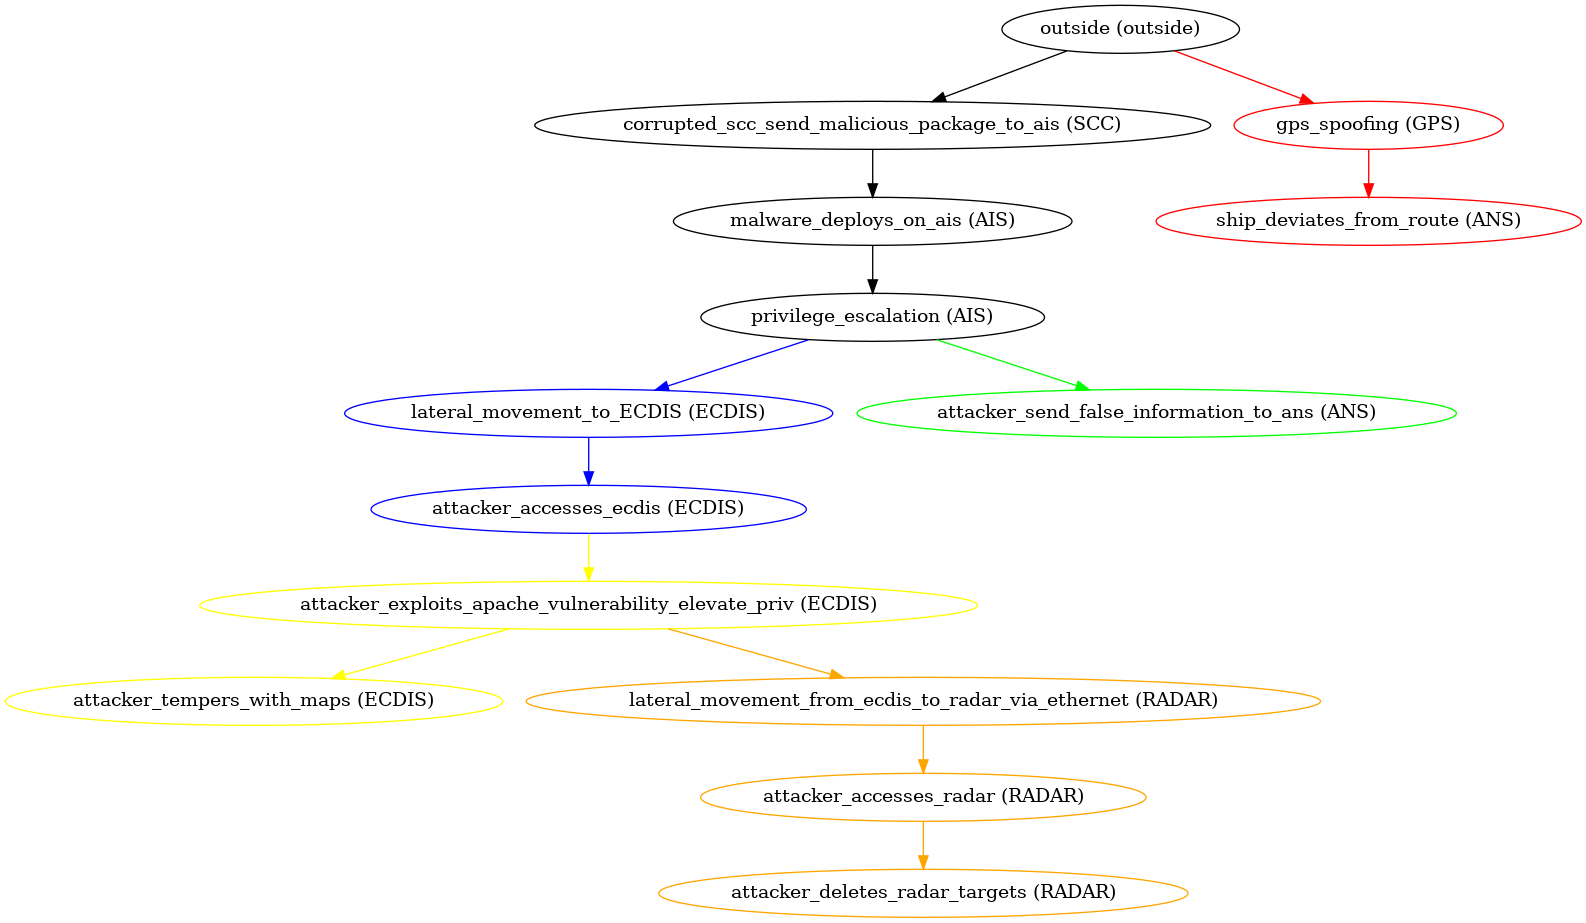 outside (outside)
corrupted_scc_send_malicious_package_to_ais (SCC)
gps_spoofing (GPS)
malware_deploys_on_ais (AIS)
ship_deviates_from_route (ANS)
privilege_escalation (AIS)
lateral_movement_to_ECDIS (ECDIS)
attacker_send_false_information_to_ans (ANS)
attacker_accesses_ecdis (ECDIS)
attacker_exploits_apache_vulnerability_elevate_priv (ECDIS)
attacker_tempers_with_maps (ECDIS)
lateral_movement_from_ecdis_to_radar_via_ethernet (RADAR)
attacker_accesses_radar (RADAR)
attacker_deletes_radar_targets (RADAR)